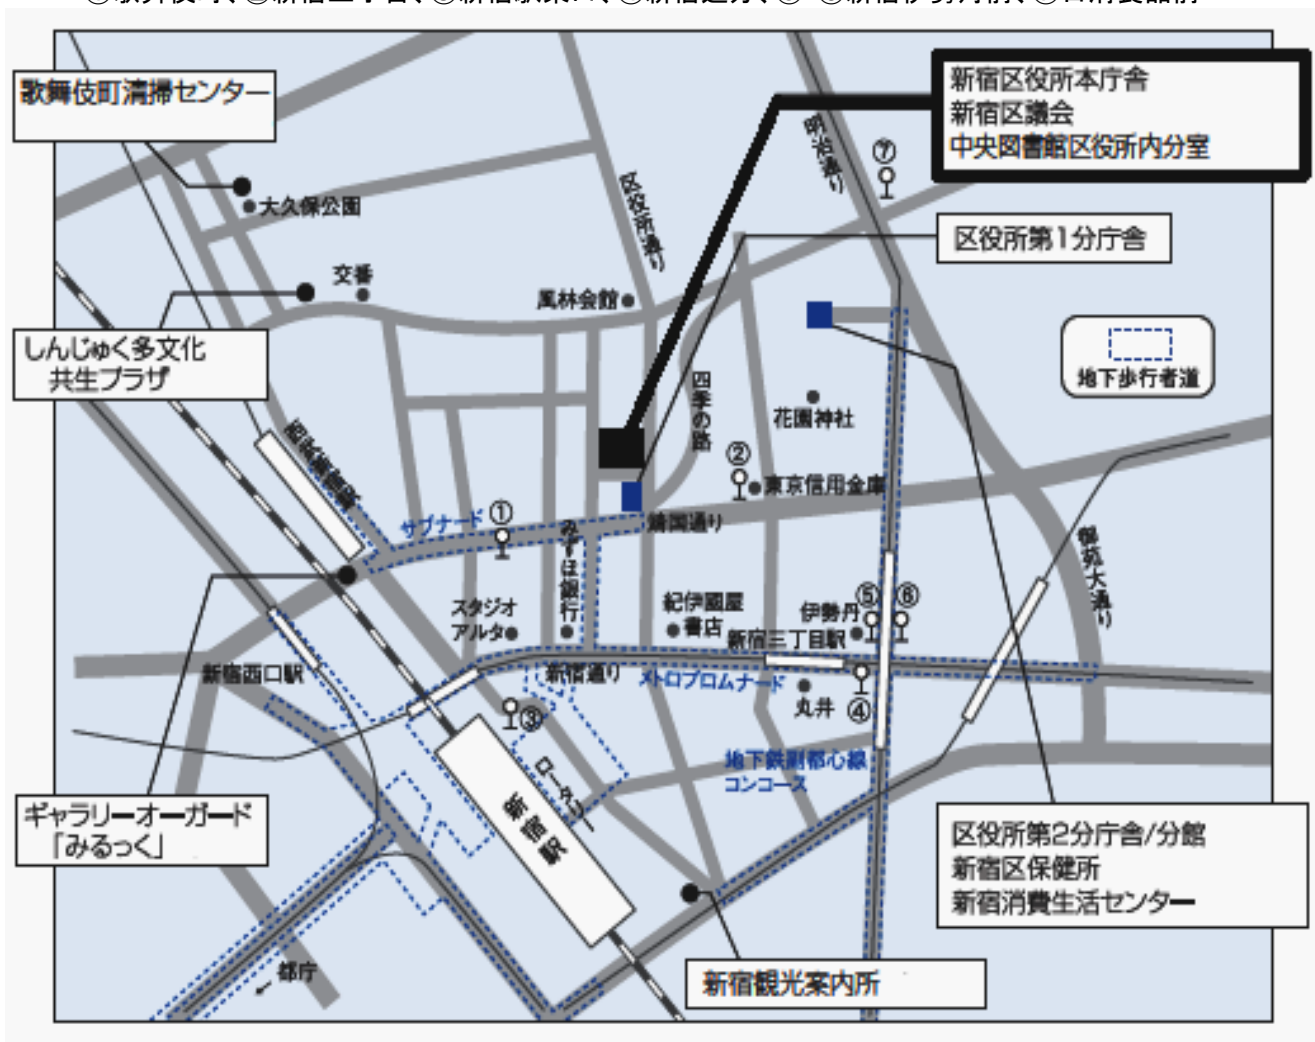 歌舞伎町清掃センター
新宿区役所本庁舎
新宿区議会
中央図書館区役所内分室
明治通り
⑦
区役所通り
大久保公園
区役所第1分庁舎
交番
風林会館
しんじゅく多文化
共生プラザ
地下歩行者道
四季の路
花園神社
西武新宿駅
②
東京信用金庫
サブナード
①
靖国通り
みずほ銀行
御苑大通り
スタジオ
アルタ
紀伊國屋
書店
伊勢丹
⑤
⑥
新宿三丁目駅
新宿西口駅
新宿通り
メトロプロムナード
丸井
④
③
地下鉄副都心線
コンコース
ロータリー
新宿駅
ギャラリーオーガード
「みるっく」
区役所第2分庁舎/分館
新宿区保健所
新宿消費生活センター
都庁
新宿観光案内所